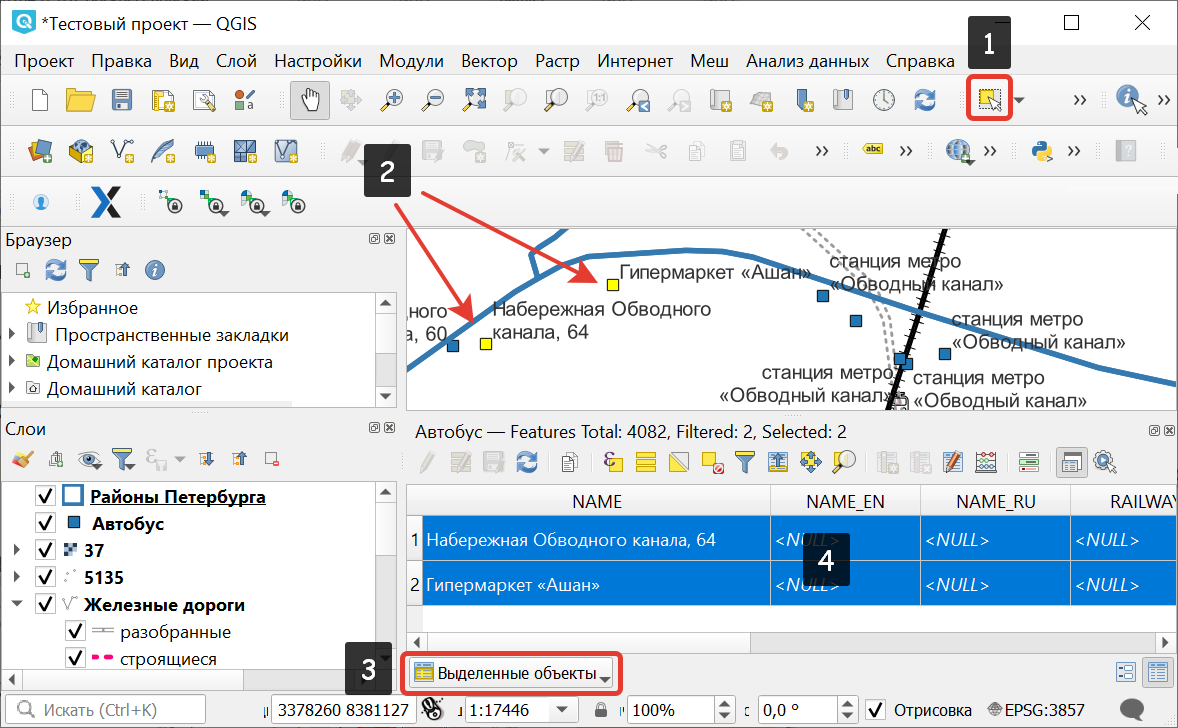 *Тестовый проект — QGIS
1
Проект Правка Вид Слой Настройки Модули Вектор Растр Интернет Меш Анализ данных Справка
abc
2
Браузер
Избранное
Пространственные закладки
Домашний каталог проекта
Домашний каталог
станция метро
Гипермаркет «Ашан»
«Обводный канал»
Набережная Обводного
канала, 64
станция метро
«Обводный канал»
станция метро
«Обводный канал»
станция метро
«Обводный канал»
Слои
Районы Петербурга
Автобус
37
5135
Железные дороги
разобранные
строящиеся
Автобус — Features Total: 4082, Filtered: 2, Selected: 2
NAME NAME_EN NAME_RU RAILWAY
1 Набережная Обводного канала, 64 <NULL> <NULL> <NULL>
4
2 Гипермаркет «Ашан» <NULL> <NULL> <NULL>
3
Выделенные объекты
Искать (Ctrl+K) 3378260 8381127 1:17446 100% 0,0 ° Отрисовка EPSG:3857